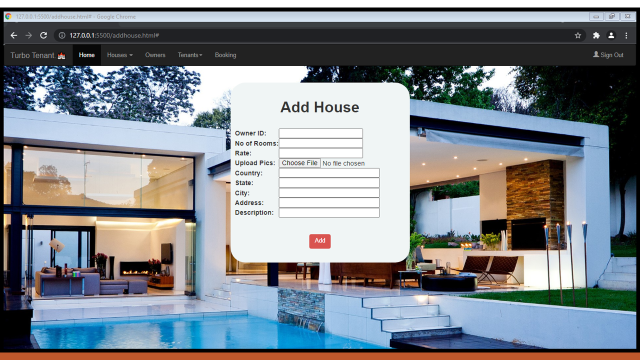 127.0.0.1:5500/addhouse.html# - Google Chrome
127.0.0.1:5500/addhouse.html#
Turbo Tenant Home Houses Owners Tenants Booking Sign Out
Add House
Owner ID:
No of Rooms:
Rate:
Upload Pics: Choose File No file chosen
Country:
State:
City:
Address:
Description:
Add